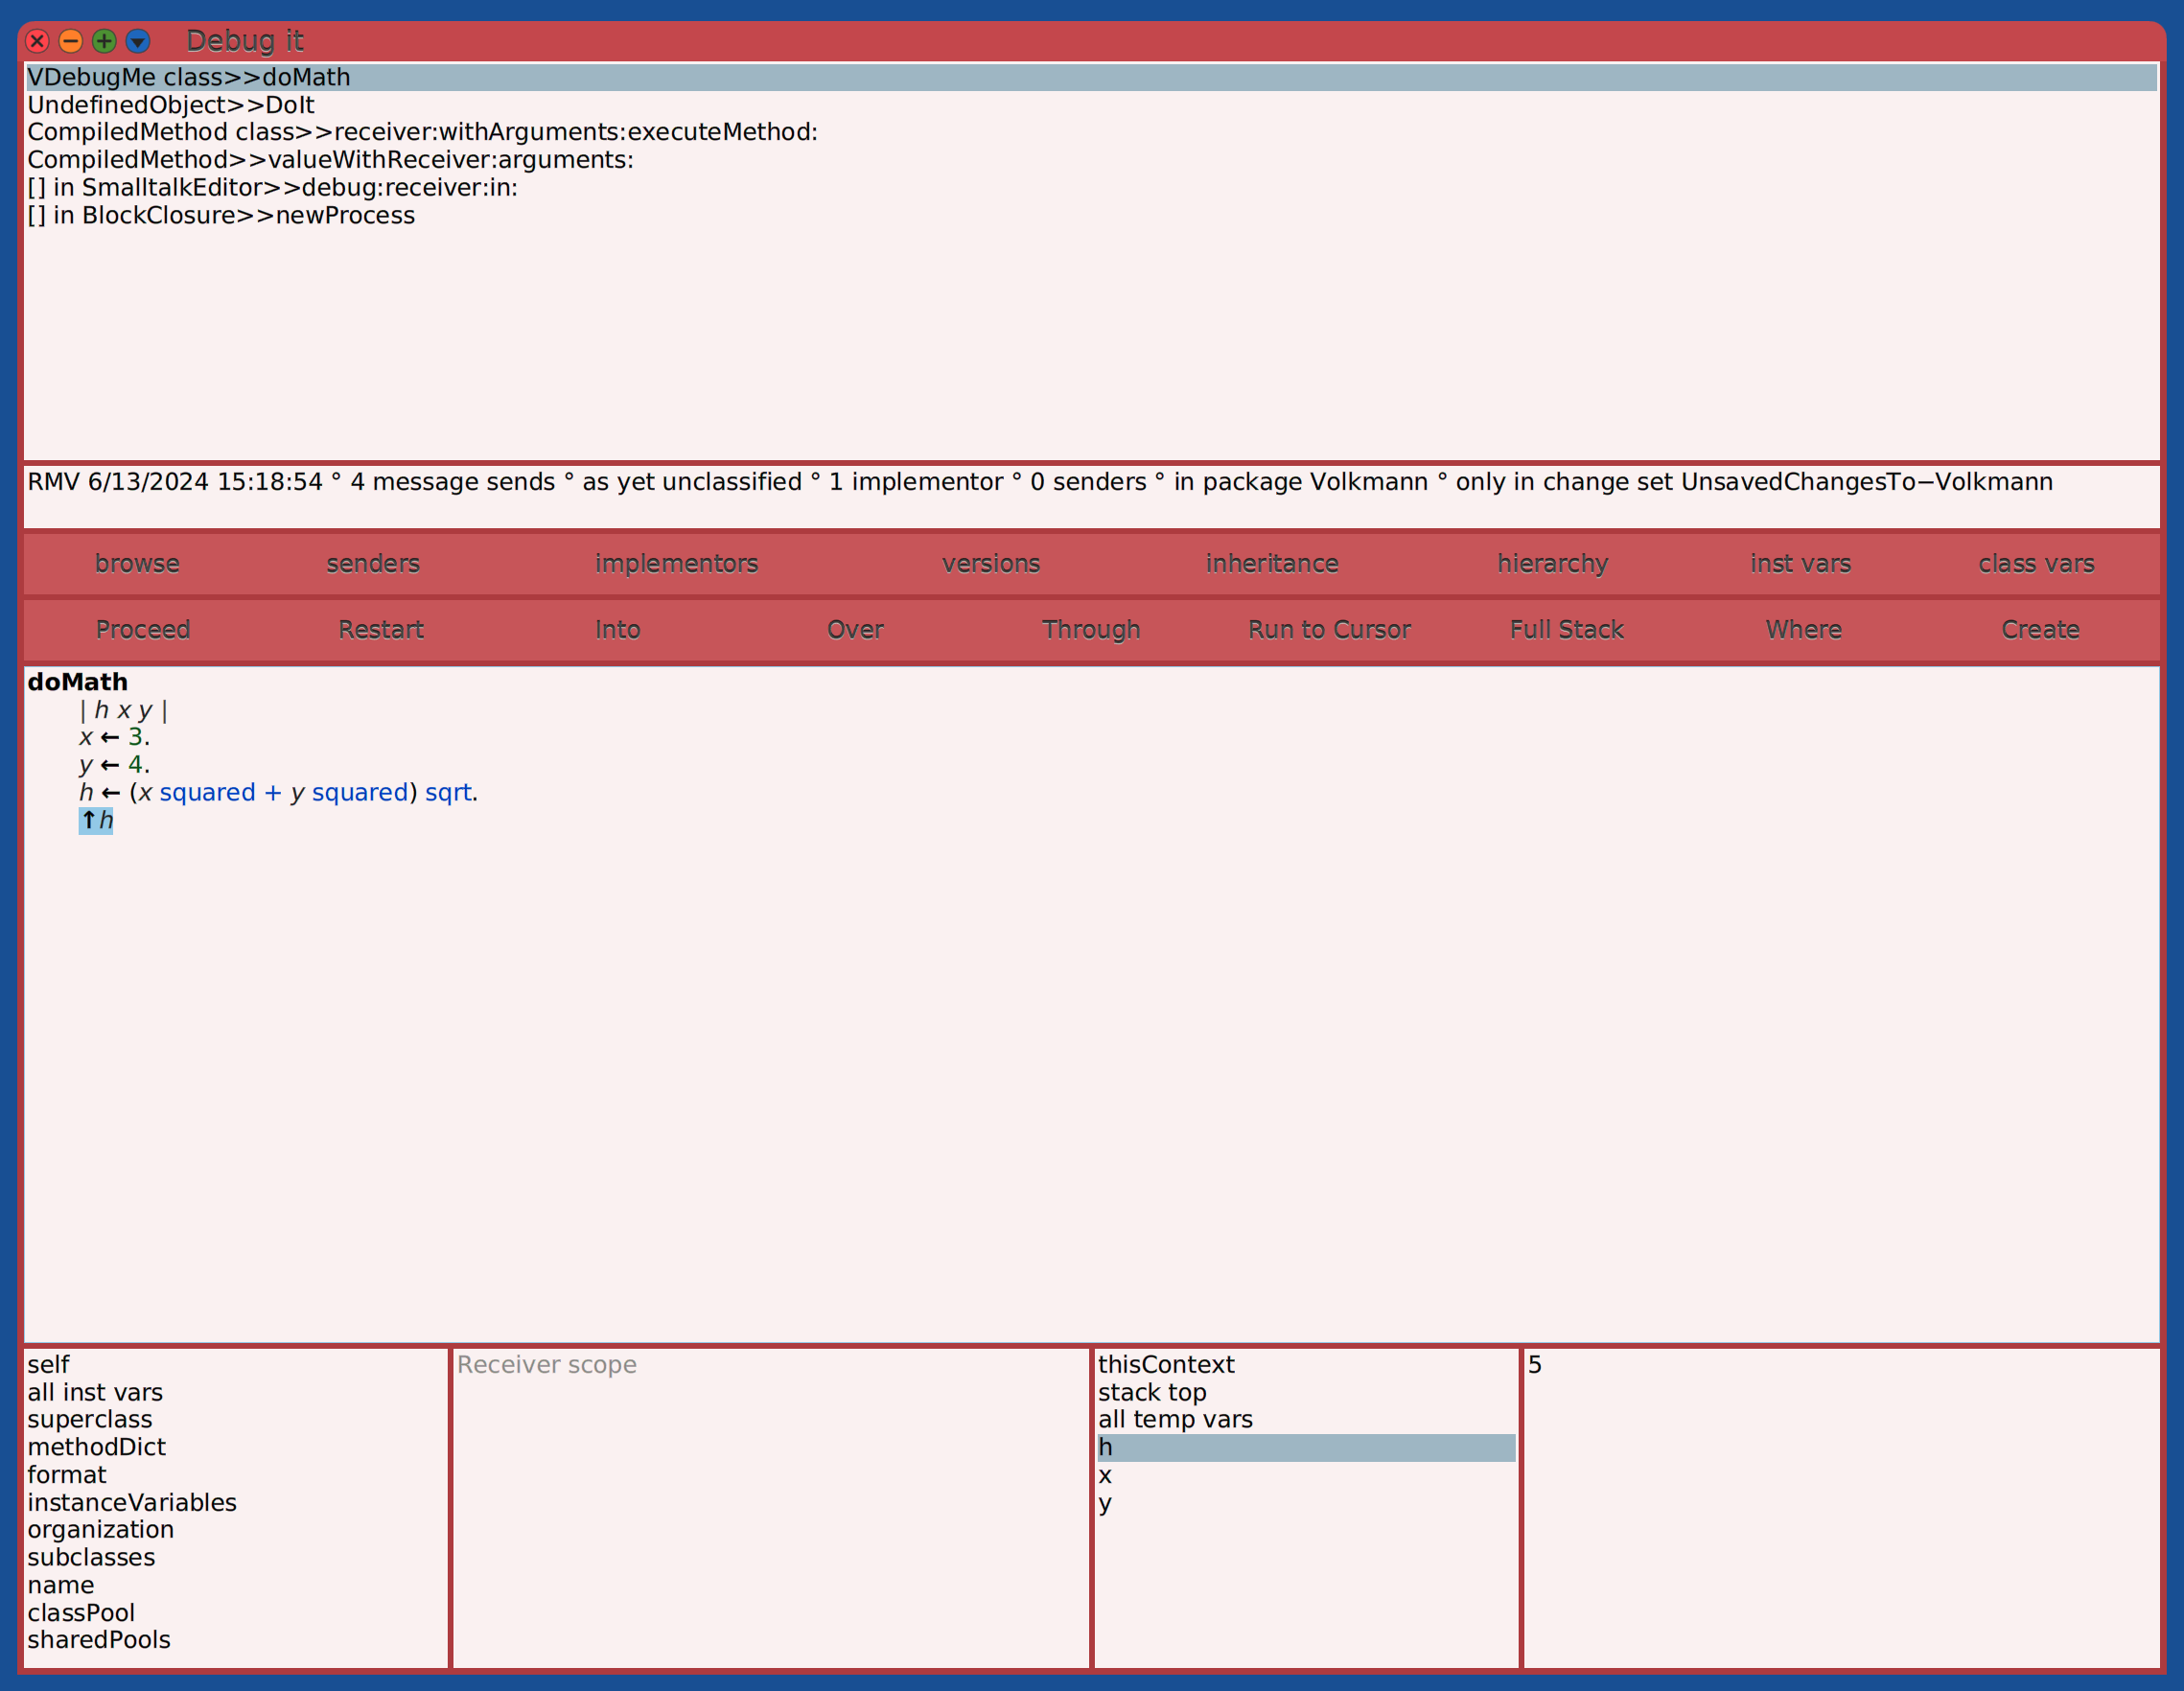 Debug it
VDebugMe class>>doMath
UndefinedObject>>DoIt
CompiledMethod class>>receiver:withArguments:executeMethod:
CompiledMethod>>valueWithReceiver:arguments:
[] in SmalltalkEditor>>debug:receiver:in:
[] in BlockClosure>>newProcess
RMV 6/13/2024 15:18:54 ° 4 message sends ° as yet unclassified ° 1 implementor ° 0 senders ° in package Volkmann ° only in change set UnsavedChangesTo−Volkmann
browse senders implementors versions inheritance hierarchy inst vars class vars
Proceed Restart Into Over Through Run to Cursor Full Stack Where Create
doMath
| h x y |
x ← 3.
y ← 4.
h ← (x squared + y squared) sqrt.
↑h
self
all inst vars
superclass
methodDict
format
instanceVariables
organization
subclasses
name
classPool
sharedPools
Receiver scope
thisContext
stack top
all temp vars
h
x
y
5